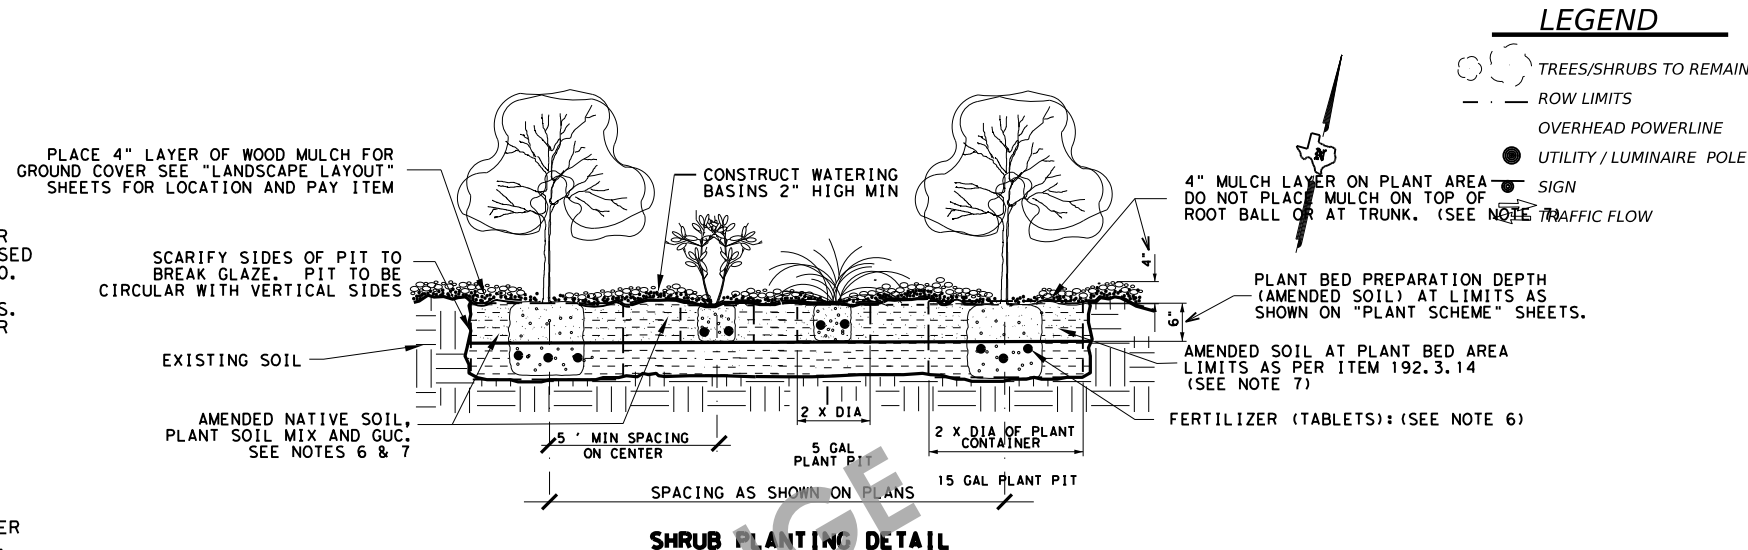 LEGEND
TREES/SHRUBS TO REMAIN
ROW LIMITS
OVERHEAD POWERLINE
UTILITY / LUMINAIRE POLE
SIGN
TRAFFIC FLOW
N
PLACE 4" LAYER OF WOOD MULCH FOR
GROUND COVER SEE "LANDSCAPE LAYOUT"
SHEETS FOR LOCATION AND PAY ITEM
CONSTRUCT WATERING
BASINS 2" HIGH MIN
4" MULCH LAYER ON PLANT AREA
DO NOT PLACE MULCH ON TOP OF
ROOT BALL OR AT TRUNK. (SEE NOTE 7)
SCARIFY SIDES OF PIT TO
BREAK GLAZE. PIT TO BE
CIRCULAR WITH VERTICAL SIDES
4"
6"
PLANT BED PREPARATION DEPTH
(AMENDED SOIL) AT LIMITS AS
SHOWN ON "PLANT SCHEME" SHEETS.
EXISTING SOIL
AMENDED SOIL AT PLANT BED AREA
LIMITS AS PER ITEM 192.3.14
(SEE NOTE 7)
AMENDED NATIVE SOIL,
PLANT SOIL MIX AND GUC.
SEE NOTES 6 & 7
FERTILIZER (TABLETS): (SEE NOTE 6)
5 ' MIN SPACING
ON CENTER
2 X DIA
5 GAL
PLANT PIT
2 X DIA OF PLANT
CONTAINER
15 GAL PLANT PIT
SPACING AS SHOWN ON PLANS
SHRUB PLANTING DETAIL